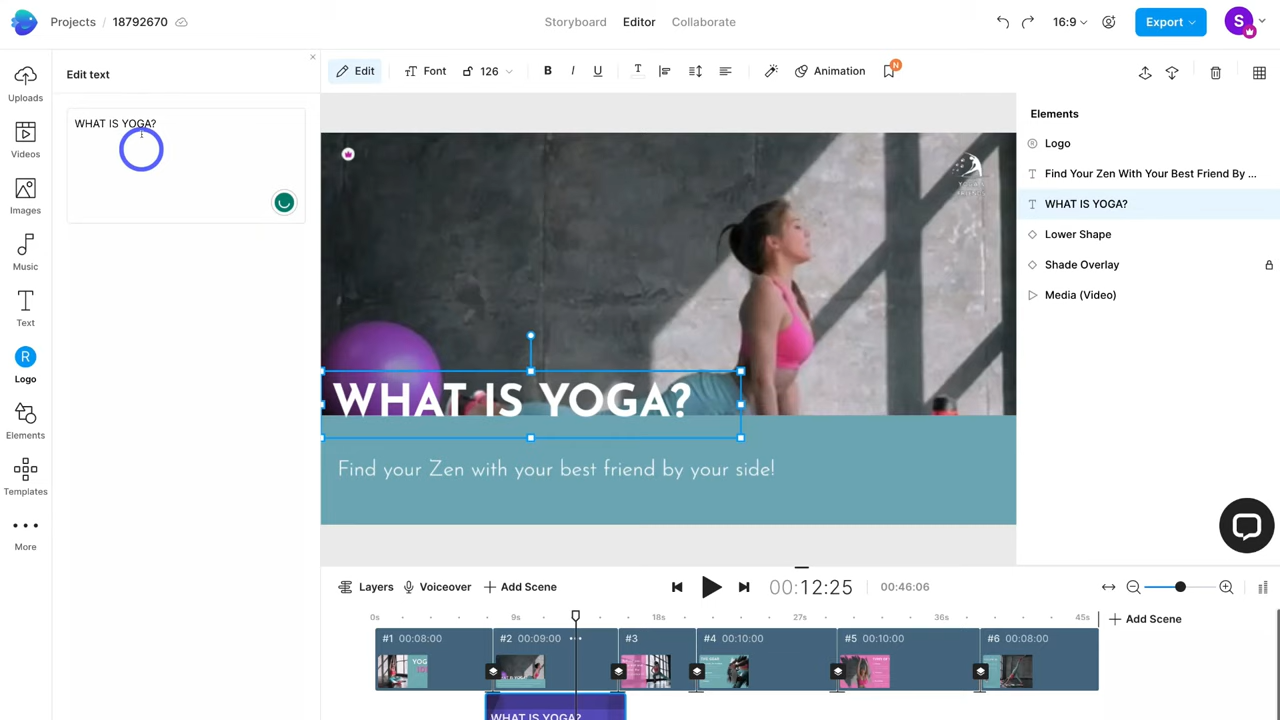 Projects / 18792670
Storyboard
Editor
Collaborate
16:9
Export
S
Uploads
Videos
Images
Music
Text
R
Logo
Elements
Templates
More
Edit text
WHAT IS YOGA?
Edit
Font
126
B
I
U
T
Animation
N
WHAT IS YOGA?
Find your Zen with your best friend by your side!
Elements
Logo
Find Your Zen With Your Best Friend By ...
WHAT IS YOGA?
Lower Shape
Shade Overlay
Media (Video)
Layers
Voiceover
Add Scene
00:12:25
00:46:06
0s
9s
18s
27s
36s
45s
Add Scene
#1 00:08:00
#2 00:09:00
#3
#4 00:10:00
#5 00:10:00
#6 00:08:00
WHAT IS YOGA?